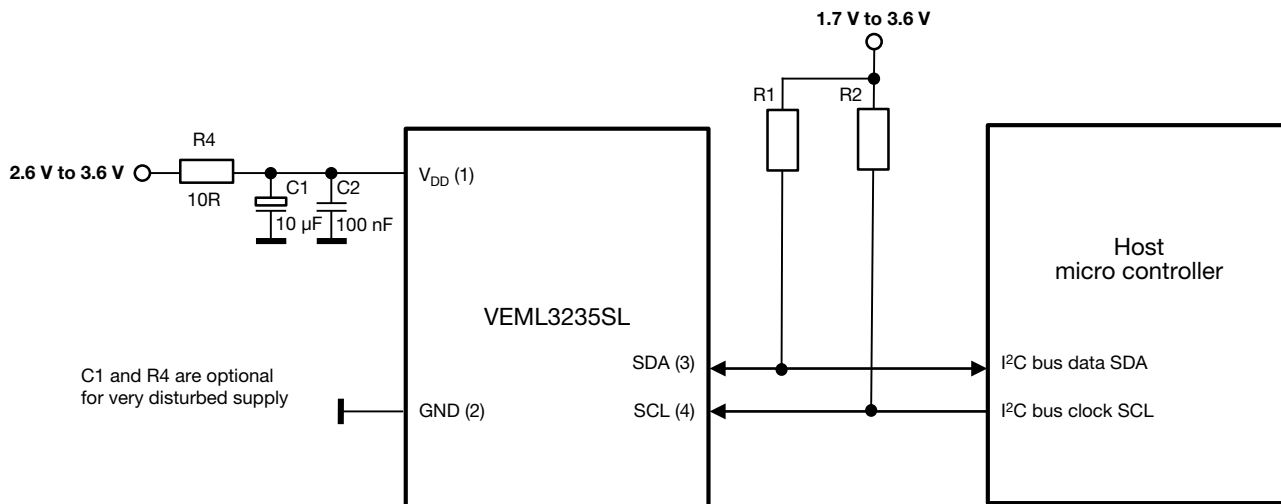 1.7 V to 3.6 V
R1
R2
R4
2.6 V to 3.6 V
10R
C1
C2
10 µF
100 nF
V_DD (1)
VEML3235SL
Host
micro controller
SDA (3)
I²C bus data SDA
C1 and R4 are optional
for very disturbed supply
GND (2)
SCL (4)
I²C bus clock SCL